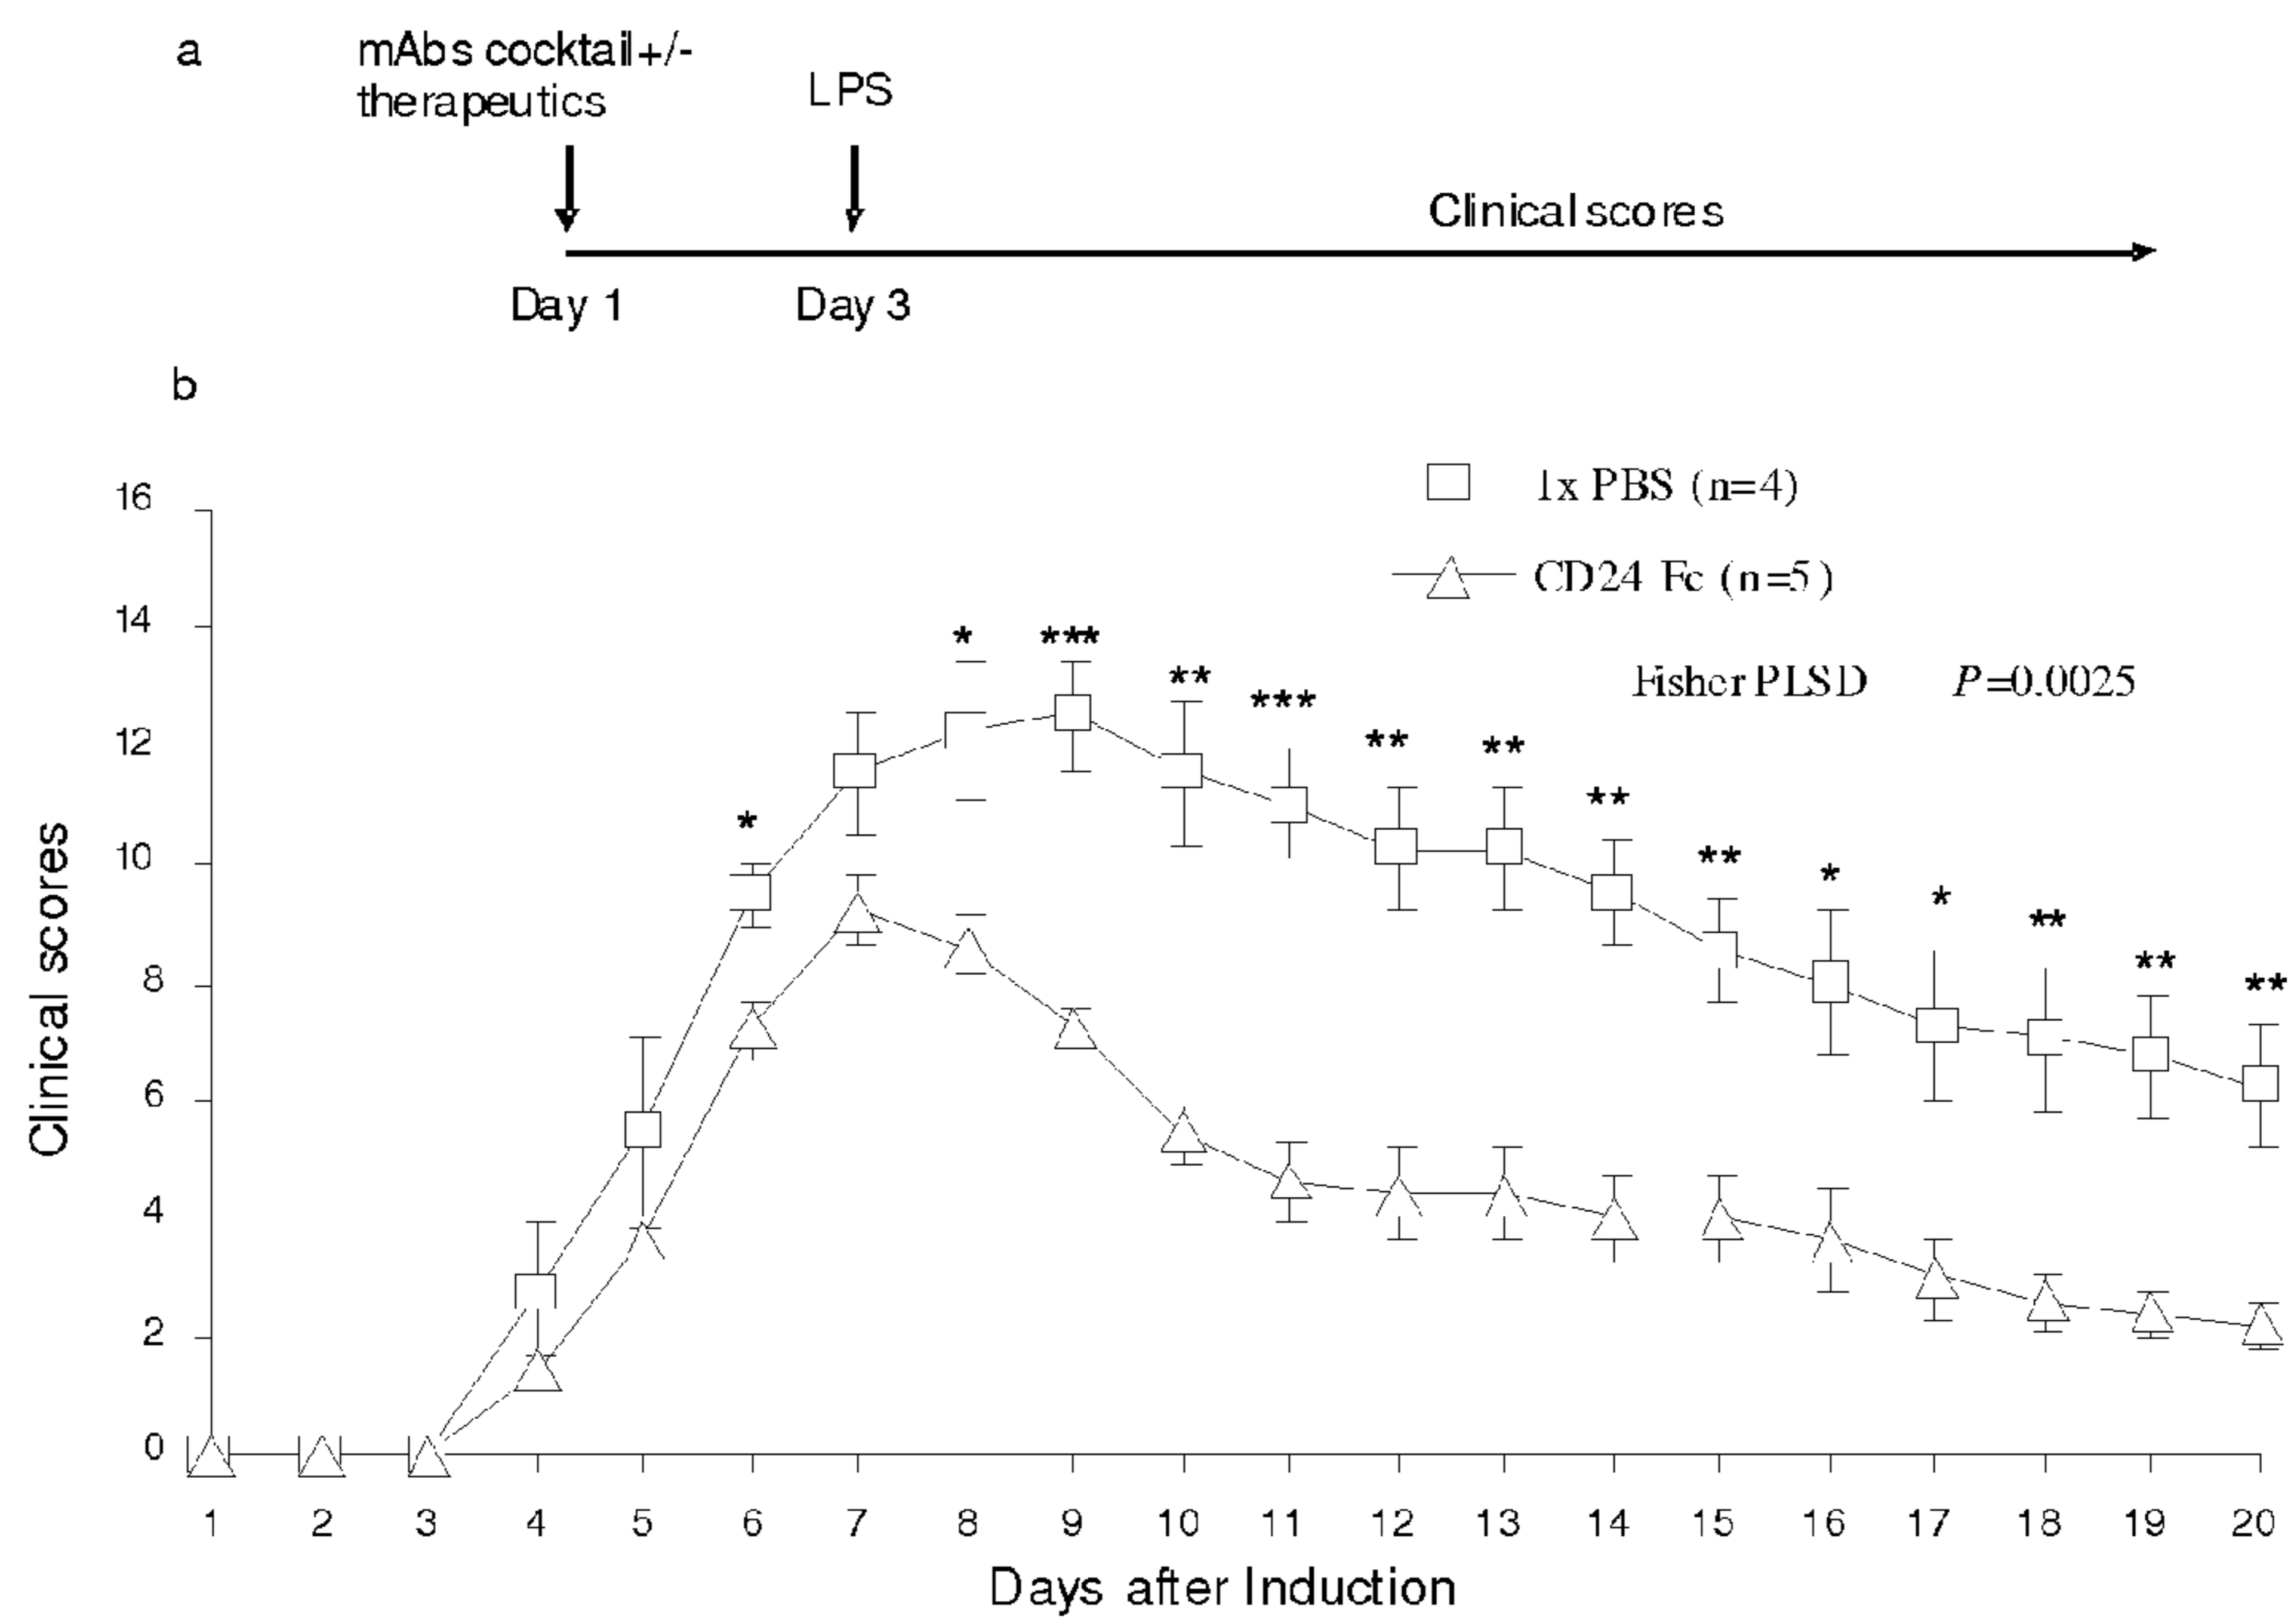 a
mAbs cocktail+/-
therapeutics
LPS
Clinical scores
Day 1
Day 3
b
1x PBS (n=4)
CD24 Fc (n=5)
Fisher PLSD P=0.0025
Clinical scores
16
14
12
10
8
6
4
2
0
* * *** ** *** ** ** ** ** * * ** ** **
1 2 3 4 5 6 7 8 9 10 11 12 13 14 15 16 17 18 19 20
Days after Induction